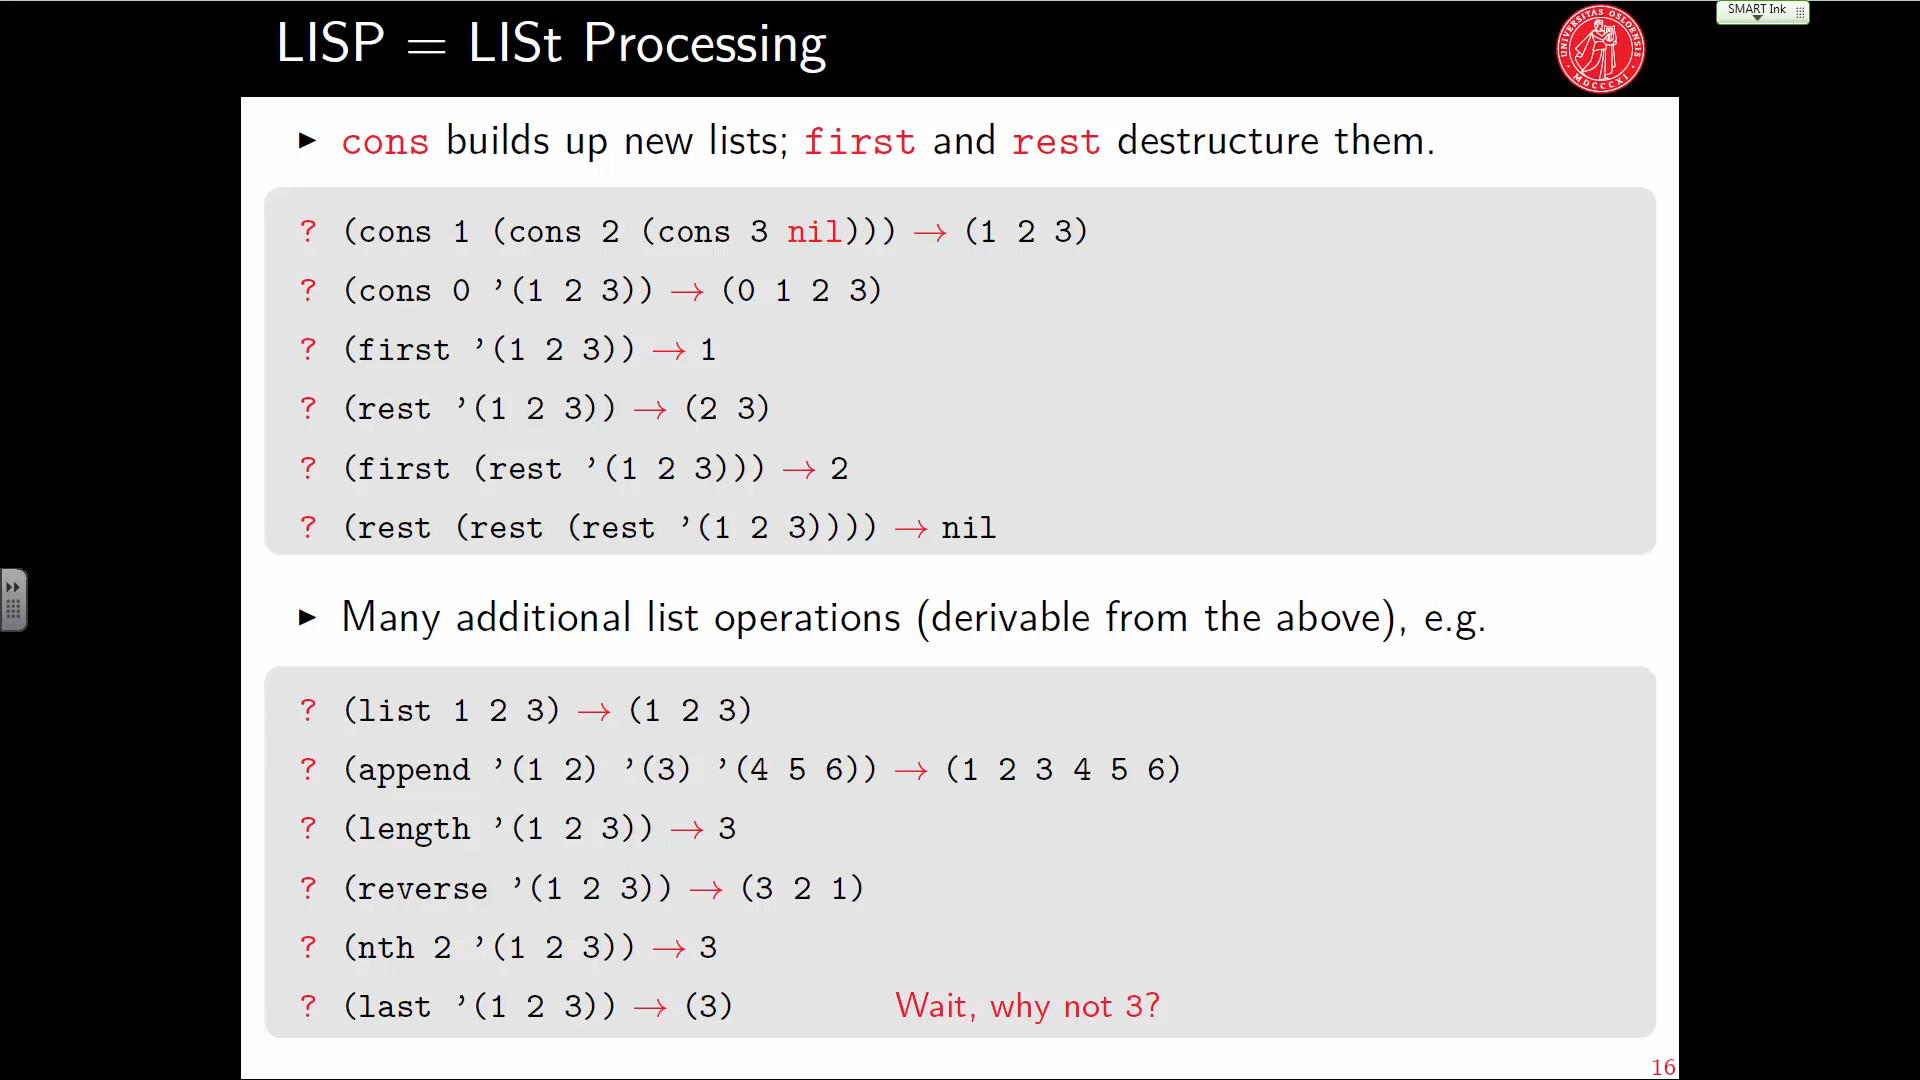 LISP = LISt Processing
SMART Ink
UNIVERSITAS OSLOENSIS
MDCCCXI
▶ cons builds up new lists; first and rest destructure them.
? (cons 1 (cons 2 (cons 3 nil))) → (1 2 3)
? (cons 0 ’(1 2 3)) → (0 1 2 3)
? (first ’(1 2 3)) → 1
? (rest ’(1 2 3)) → (2 3)
? (first (rest ’(1 2 3))) → 2
? (rest (rest (rest ’(1 2 3)))) → nil
▶ Many additional list operations (derivable from the above), e.g.
? (list 1 2 3) → (1 2 3)
? (append ’(1 2) ’(3) ’(4 5 6)) → (1 2 3 4 5 6)
? (length ’(1 2 3)) → 3
? (reverse ’(1 2 3)) → (3 2 1)
? (nth 2 ’(1 2 3)) → 3
? (last ’(1 2 3)) → (3) Wait, why not 3?
16